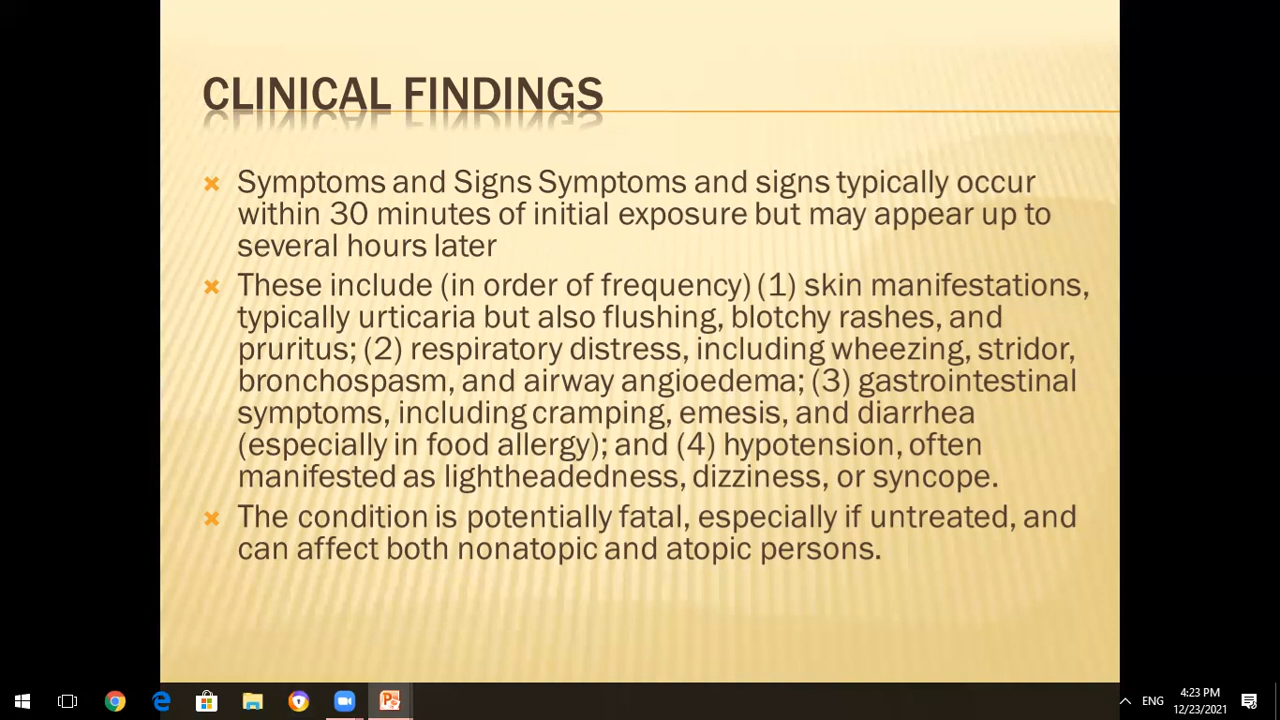 CLINICAL FINDINGS
Symptoms and Signs Symptoms and signs typically occur
within 30 minutes of initial exposure but may appear up to
several hours later
These include (in order of frequency) (1) skin manifestations,
typically urticaria but also flushing, blotchy rashes, and
pruritus; (2) respiratory distress, including wheezing, stridor,
bronchospasm, and airway angioedema; (3) gastrointestinal
symptoms, including cramping, emesis, and diarrhea
(especially in food allergy); and (4) hypotension, often
manifested as lightheadedness, dizziness, or syncope.
The condition is potentially fatal, especially if untreated, and
can affect both nonatopic and atopic persons.
ENG
4:23 PM
12/23/2021